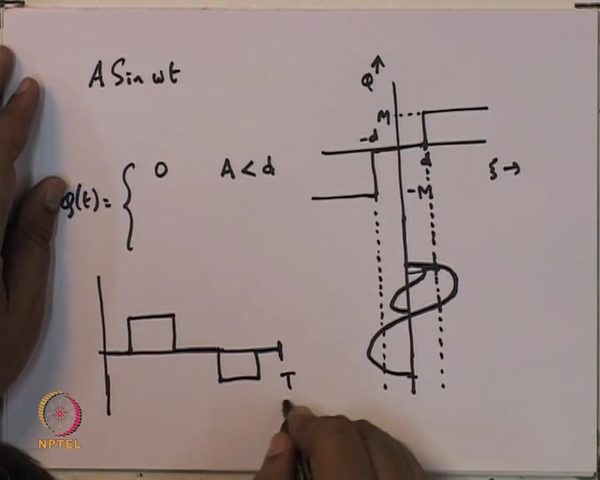 A Sin ωt
φ ↑
M
-d
d
ξ →
-M
φ(t) = {
0 A < d
T
NPTEL